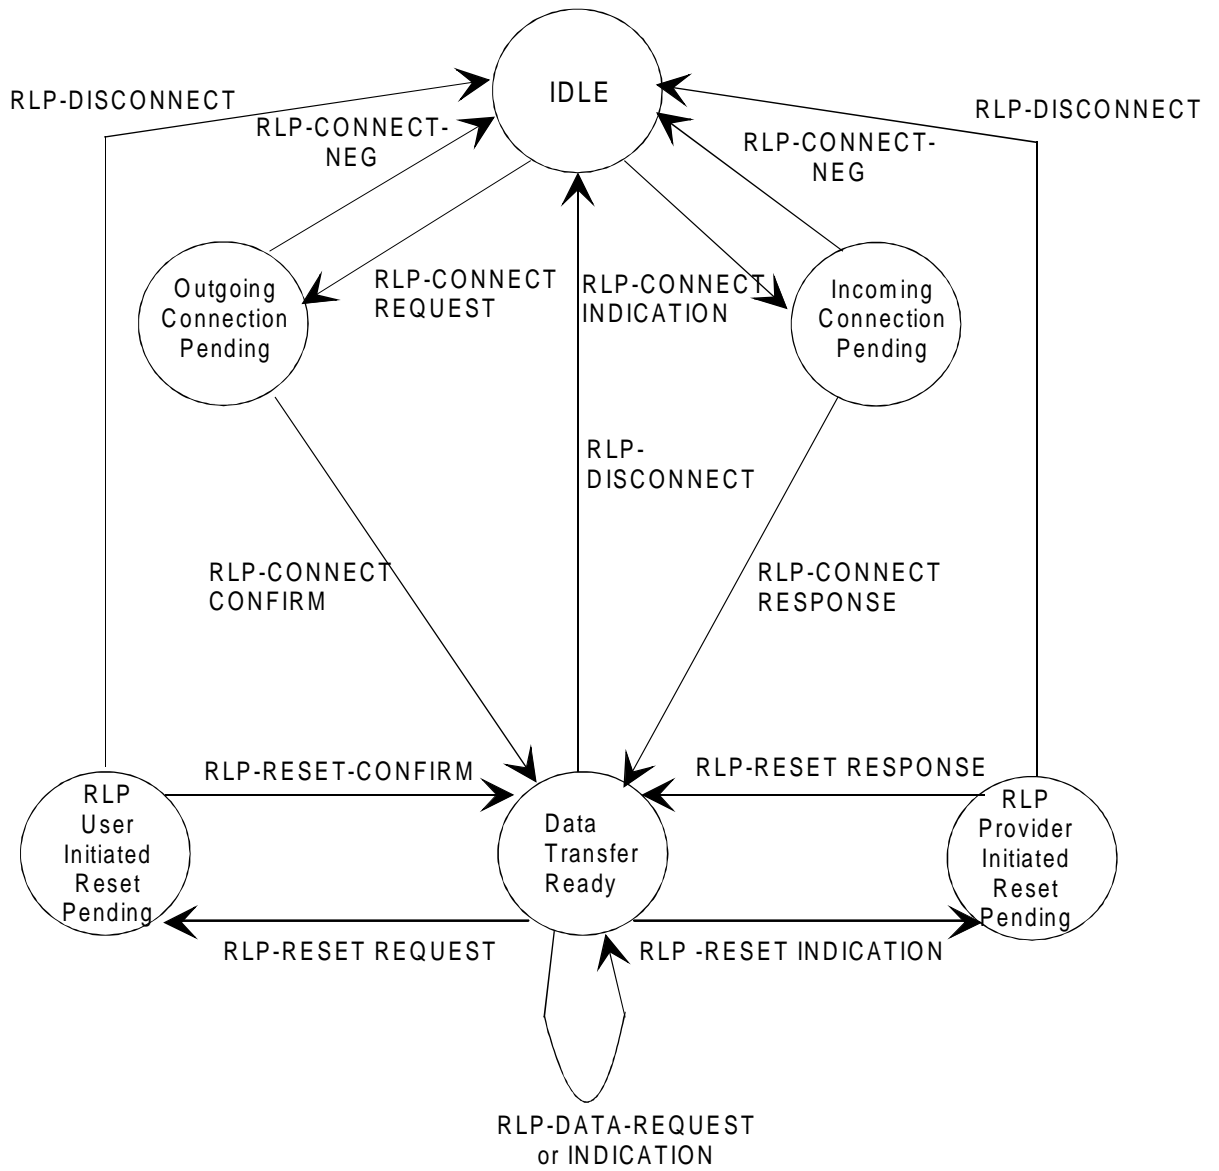 IDLE
RLP-DISCONNECT
RLP-CONNECT-
NEG
RLP-CONNECT-
NEG
RLP-DISCONNECT
Outgoing
Connection
Pending
RLP-CONNECT
REQUEST
RLP-CONNECT
INDICATION
Incoming
Connection
Pending
RLP-
DISCONNECT
RLP-CONNECT
CONFIRM
RLP-CONNECT
RESPONSE
RLP-RESET-CONFIRM
RLP-RESET RESPONSE
RLP
User
Initiated
Reset
Pending
Data
Transfer
Ready
RLP
Provider
Initiated
Reset
Pending
RLP-RESET REQUEST
RLP -RESET INDICATION
RLP-DATA-REQUEST
or INDICATION